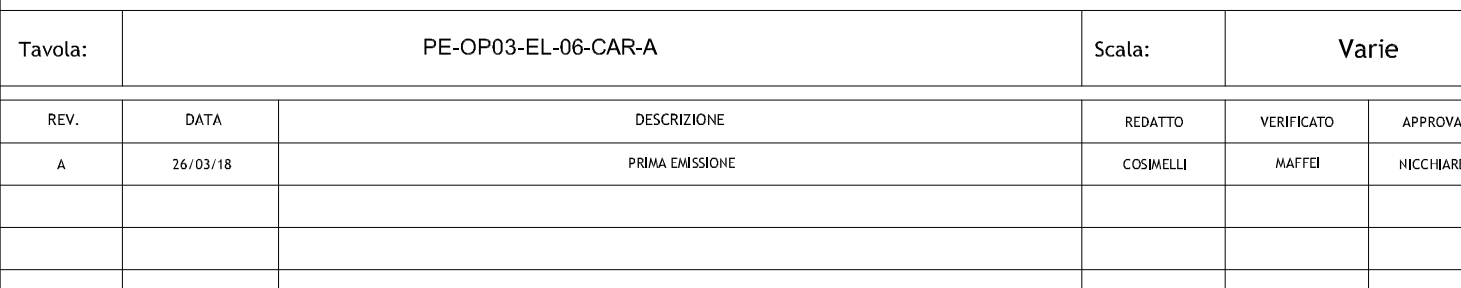 Tavola: PE-OP03-EL-06-CAR-A Scala: Varie
REV. DATA DESCRIZIONE REDATTO VERIFICATO APPROVA
A 26/03/18 PRIMA EMISSIONE COSIMELLI MAFFEI